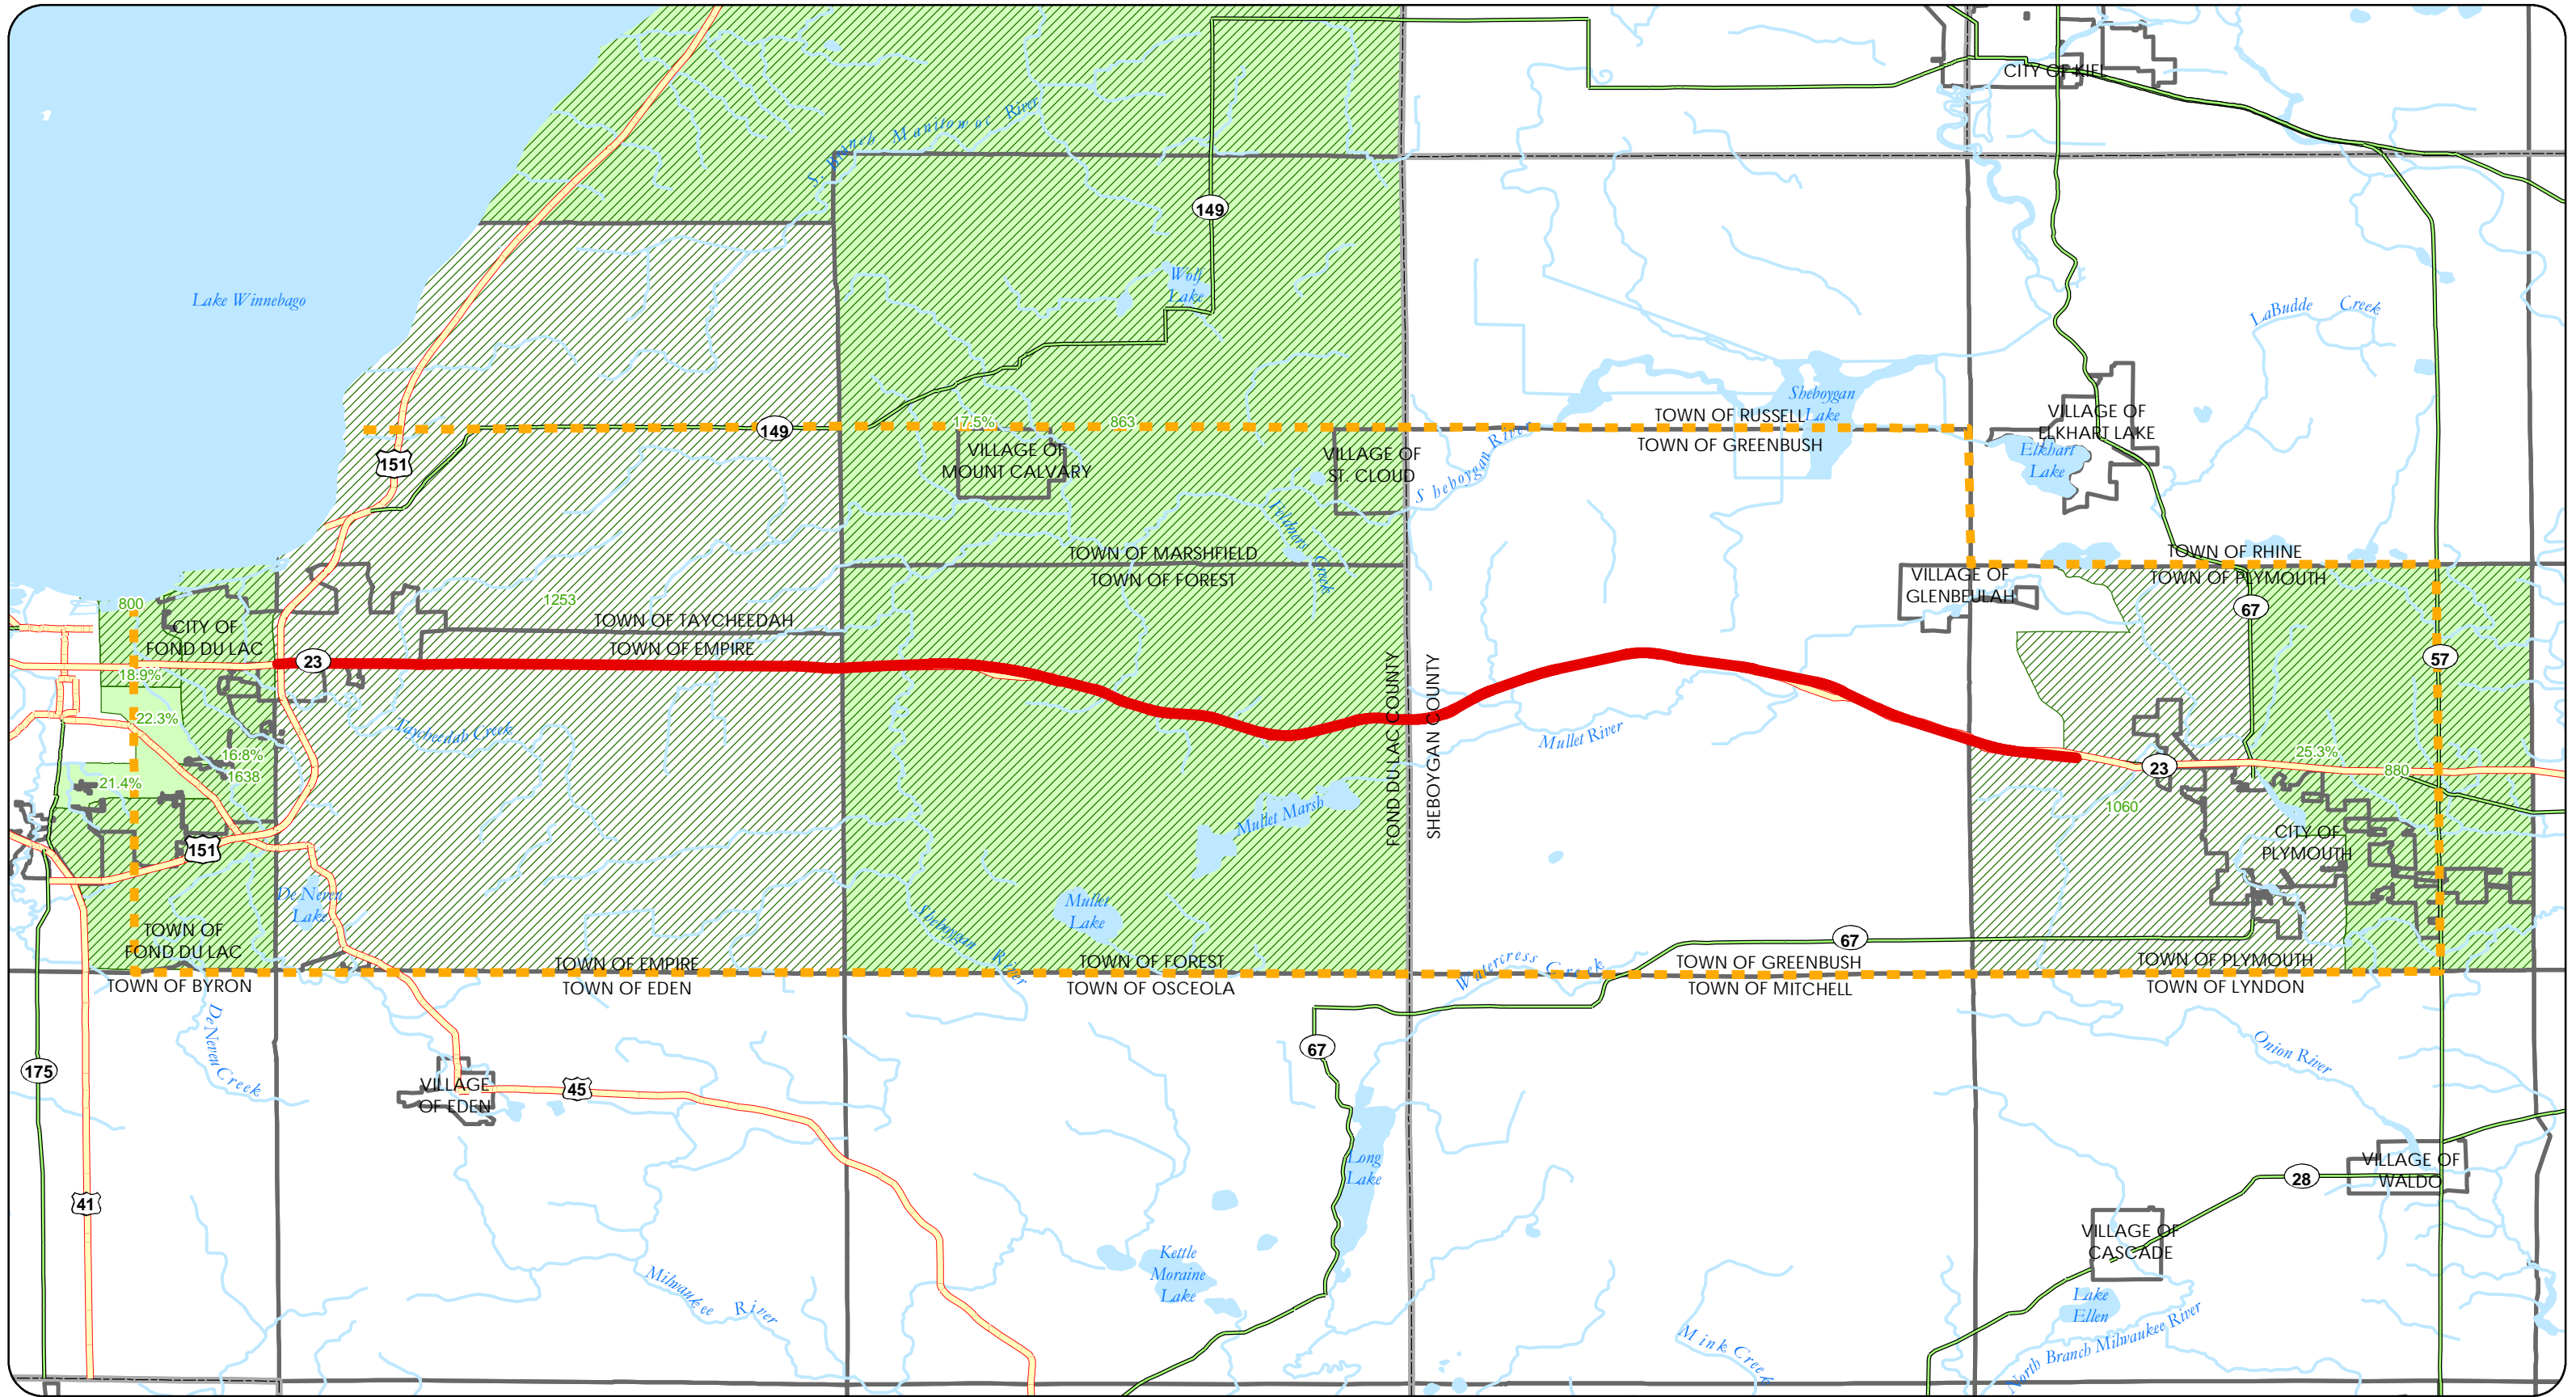 CITY OF KIEL
S. Branch Manitowoc River
149
Wolf
Lake
Lake Winnebago
LaBudde Creek
Sheboygan
Lake
TOWN OF RUSSELL
TOWN OF GREENBUSH
VILLAGE OF
ELKHART LAKE
Elkhart
Lake
149
17.5%
863
151
VILLAGE OF
MOUNT CALVARY
VILLAGE OF
ST. CLOUD
Sheboygan River
Feldners Creek
TOWN OF MARSHFIELD
TOWN OF FOREST
TOWN OF RHINE
TOWN OF PLYMOUTH
VILLAGE OF
GLENBEULAH
67
800
1253
CITY OF
FOND DU LAC
TOWN OF TAYCHEEDAH
TOWN OF EMPIRE
23
57
18.9%
22.3%
16.8%
1638
21.4%
Taycheedah Creek
FOND DU LAC COUNTY
SHEBOYGAN COUNTY
Mullet River
23
25.3%
880
1060
Mullet Marsh
CITY OF
PLYMOUTH
151
DeNeveu
Lake
Mullet
Lake
Sheboygan River
TOWN OF
FOND DU LAC
TOWN OF BYRON
TOWN OF EMPIRE
TOWN OF EDEN
TOWN OF FOREST
TOWN OF OSCEOLA
Watercress Creek
67
TOWN OF GREENBUSH
TOWN OF MITCHELL
TOWN OF PLYMOUTH
TOWN OF LYNDON
DeNeveu Creek
175
67
Onion River
VILLAGE
OF EDEN
45
Long
Lake
41
28
VILLAGE OF
WALDO
VILLAGE OF
CASCADE
Kettle
Moraine
Lake
Milwaukee River
Lake
Ellen
Mink Creek
North Branch Milwaukee River